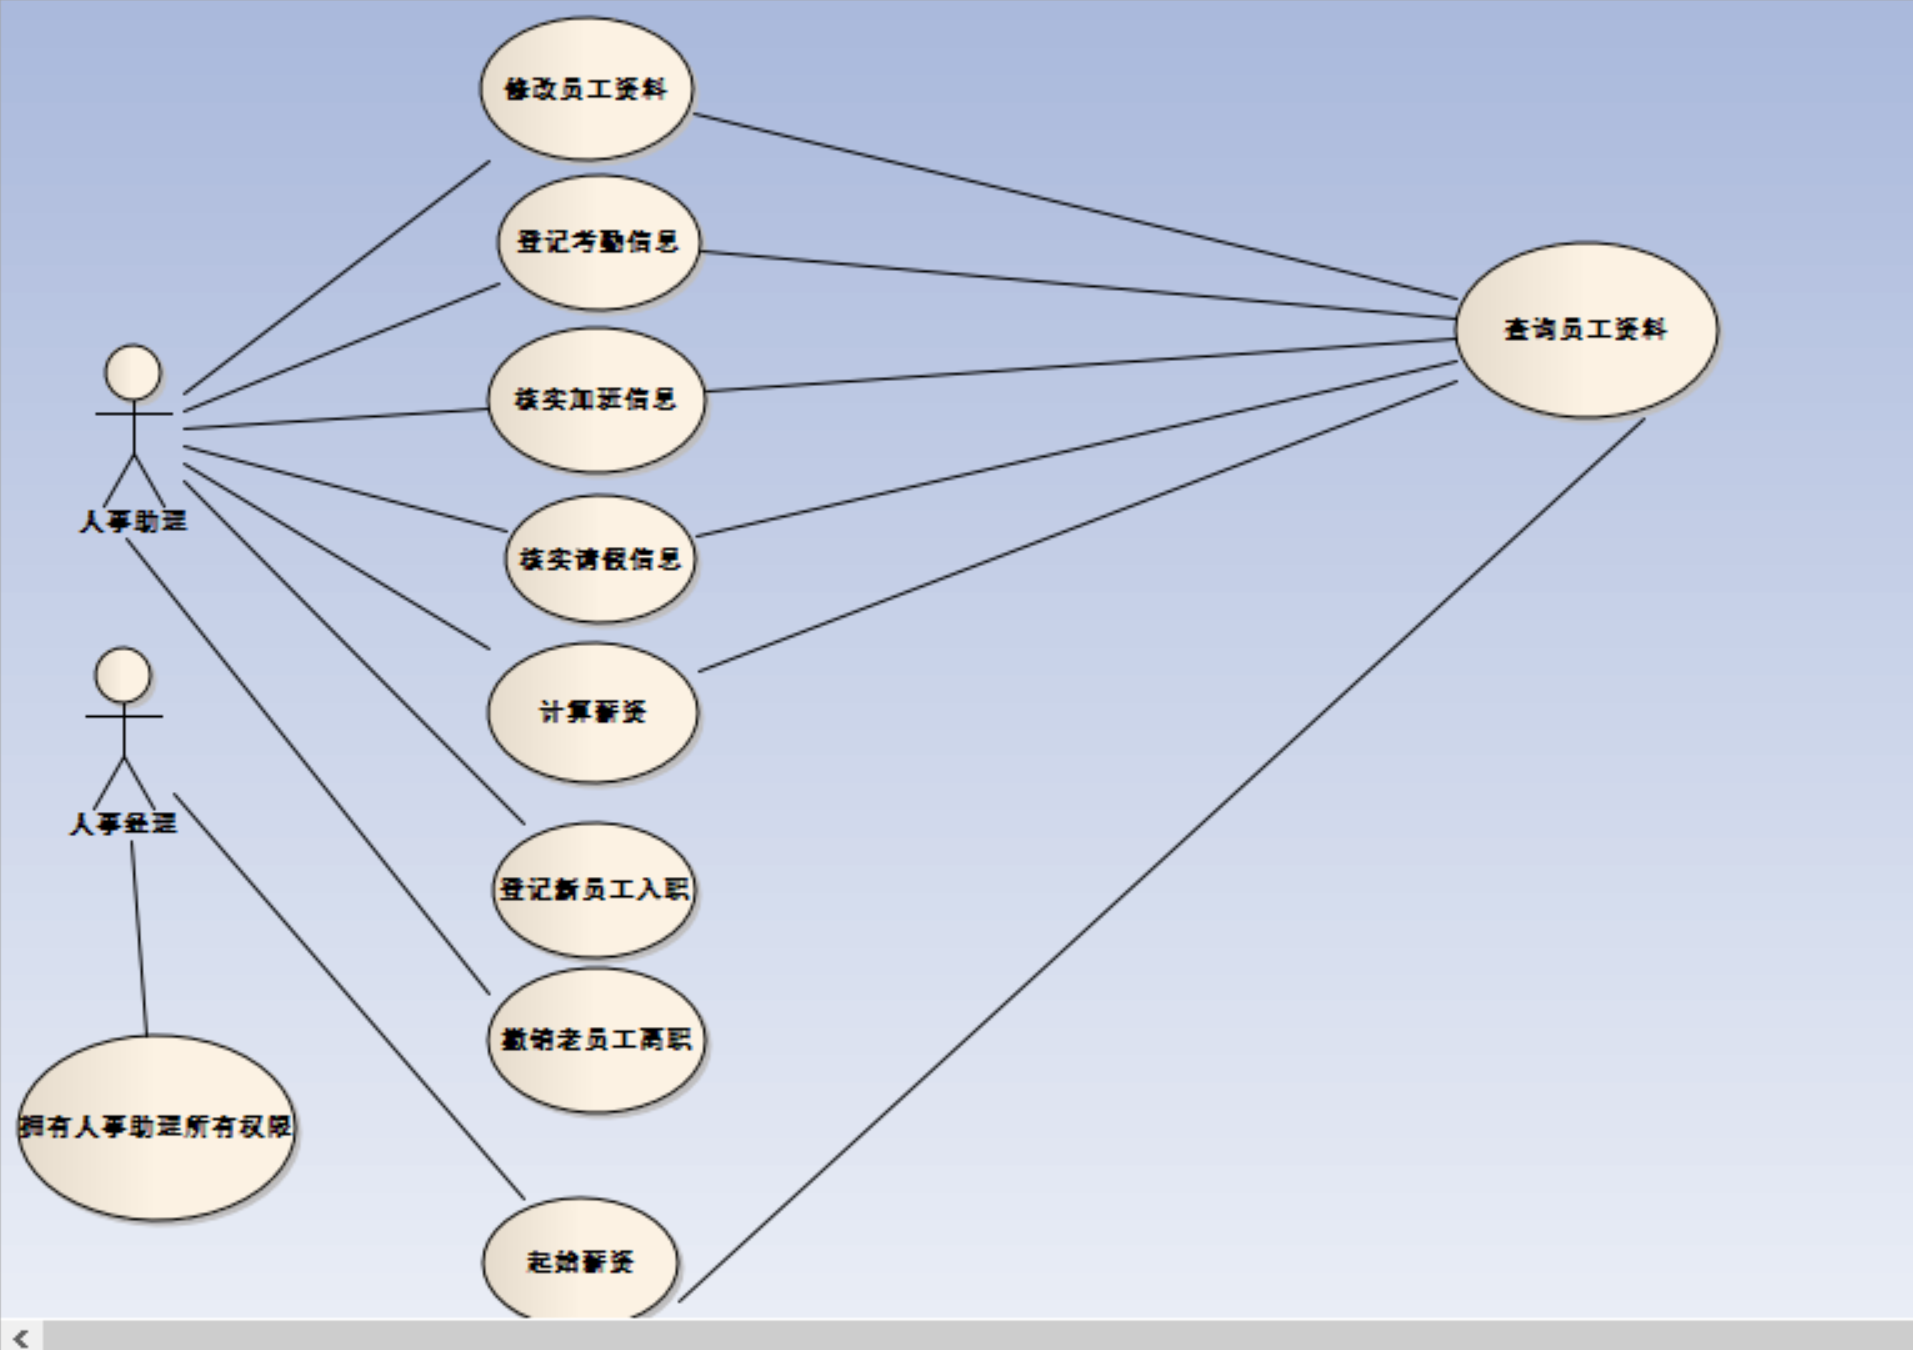 修改员工资料
登记考勤信息
查询员工资料
核实加班信息
人事助理
核实请假信息
计算薪资
人事经理
登记新员工入职
撤销老员工离职
拥有人事助理所有权限
起始薪资